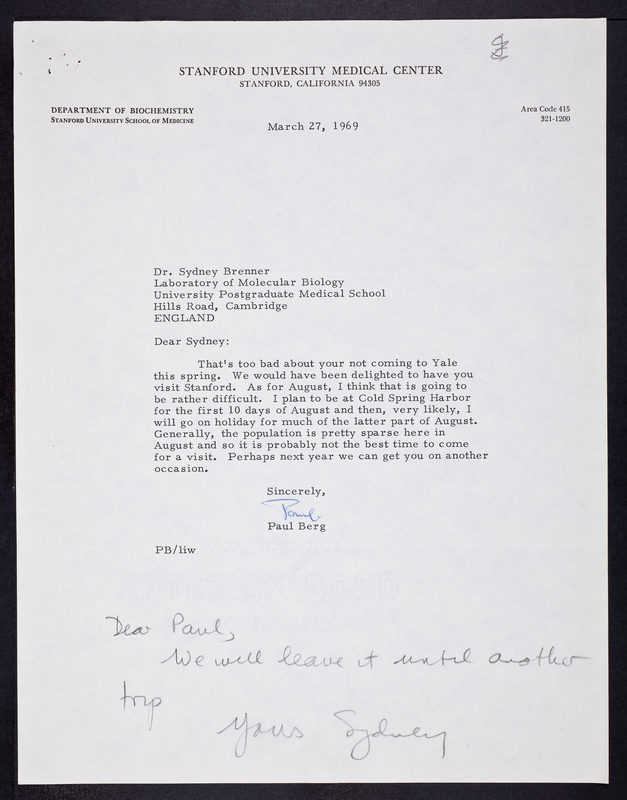 STANFORD UNIVERSITY MEDICAL CENTER
STANFORD, CALIFORNIA 94305
DEPARTMENT OF BIOCHEMISTRY
STANFORD UNIVERSITY SCHOOL OF MEDICINE
Area Code 415
321-1200
March 27, 1969
Dr. Sydney Brenner
Laboratory of Molecular Biology
University Postgraduate Medical School
Hills Road, Cambridge
ENGLAND
Dear Sydney:
That's too bad about your not coming to Yale
this spring. We would have been delighted to have you
visit Stanford. As for August, I think that is going to
be rather difficult. I plan to be at Cold Spring Harbor
for the first 10 days of August and then, very likely, I
will go on holiday for much of the latter part of August.
Generally, the population is pretty sparse here in
August and so it is probably not the best time to come
for a visit. Perhaps next year we can get you on another
occasion.
Sincerely,
Paul
Paul Berg
PB/liw
ARTESIAN BOND
Dear Paul,
We will leave it until another
trip
Yours Sydney